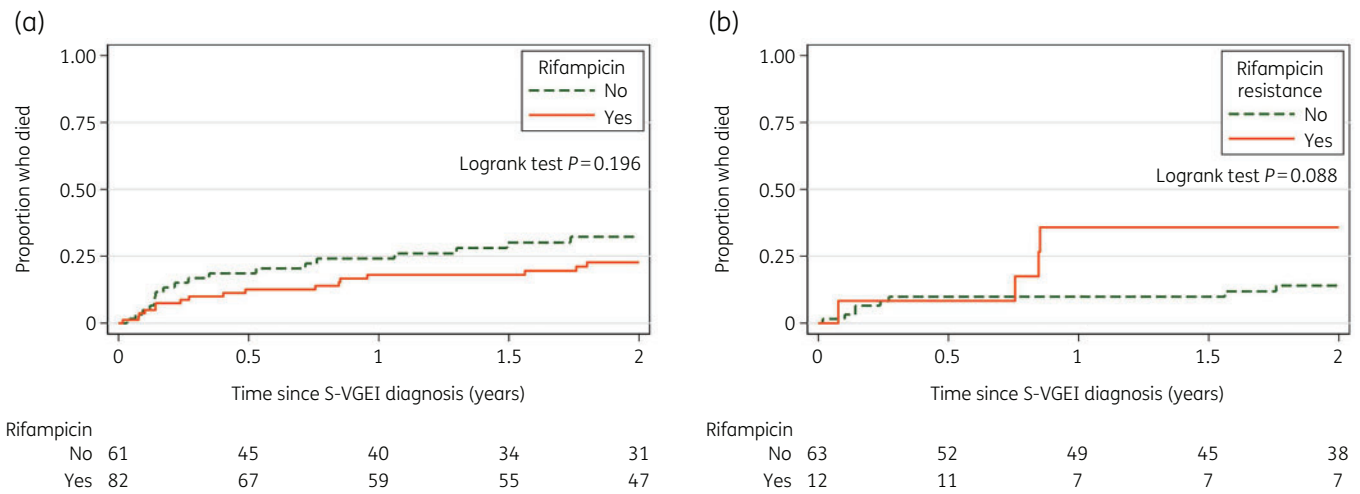 (a)
1.00
0.75
0.50
0.25
0
Proportion who died
Rifampicin
No
Yes
Logrank test P=0.196
0 0.5 1 1.5 2
Time since S-VGEI diagnosis (years)
Rifampicin
No 61 45 40 34 31
Yes 82 67 59 55 47
(b)
1.00
0.75
0.50
0.25
0
Proportion who died
Rifampicin
resistance
No
Yes
Logrank test P=0.088
0 0.5 1 1.5 2
Time since S-VGEI diagnosis (years)
Rifampicin
No 63 52 49 45 38
Yes 12 11 7 7 7